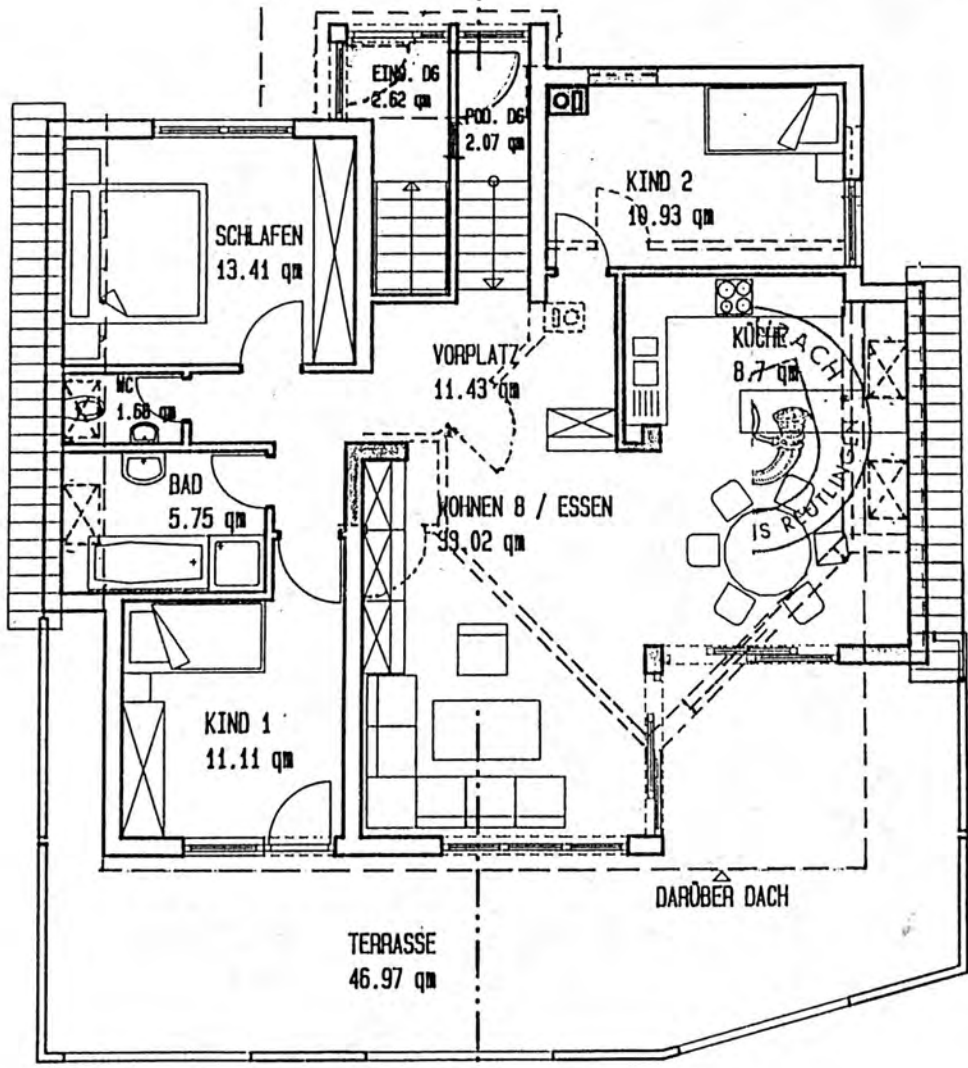 EING. DG
2.62 qm
POD. DG
2.07 qm
KIND 2
10.93 qm
SCHLAFEN
13.41 qm
VORPLATZ
11.43 qm
KÜCHE
8.7 qm
WC
1.68 qm
BAD
5.75 qm
WOHNEN 8 / ESSEN
39.02 qm
IS REUTLINGEN
KIND 1
11.11 qm
DARÜBER DACH
TERRASSE
46.97 qm